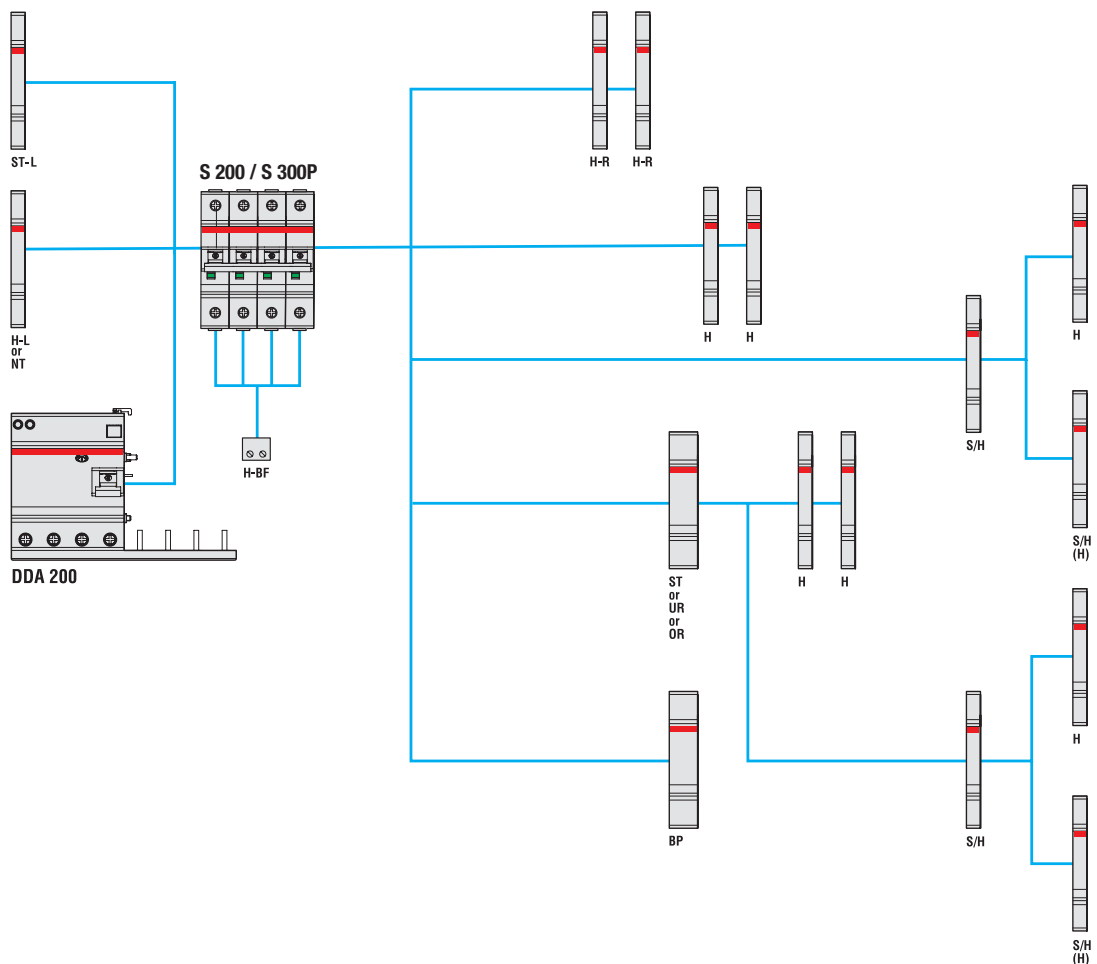 ST-L
H-R
H-R
S 200 / S 300P
H-L
or
NT
H
H
H
S/H
H-BF
S/H
(H)
DDA 200
ST
or
UR
or
OR
H
H
H
BP
S/H
S/H
(H)